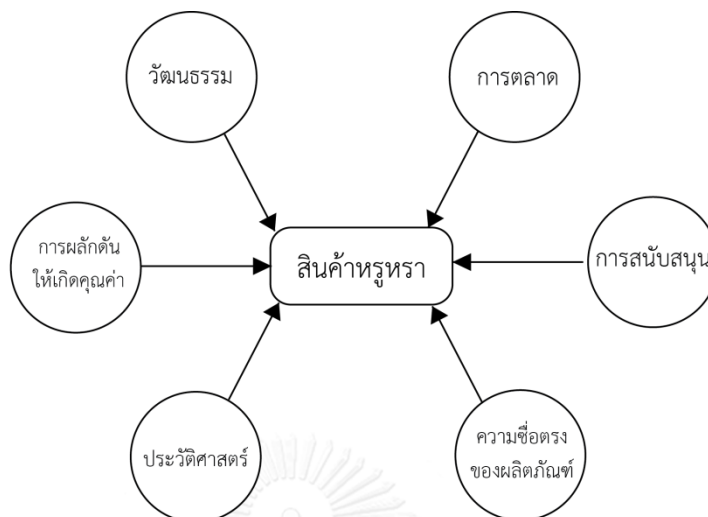 วัฒนธรรม
การตลาด
การผลักดัน
ให้เกิดคุณค่า
สินค้าหรูหรา
การสนับสนุน
ประวัติศาสตร์
ความซื่อตรง
ของผลิตภัณฑ์